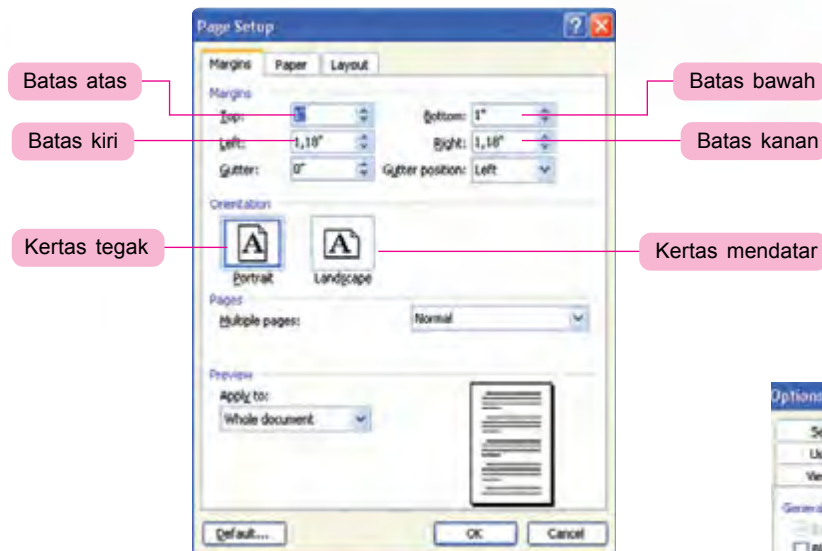 Page Setup
Margins Paper Layout
Margins
Batas atas
Top:
Bottom: 1"
Batas bawah
Batas kiri
Left: 1,18"
Right: 1,18"
Batas kanan
Gutter: 0"
Gutter position: Left
Orientation
Kertas tegak
A A
Portrait Landscape
Kertas mendatar
Pages
Multiple pages: Normal
Preview
Apply to:
Whole document
Default... OK Cancel
Options